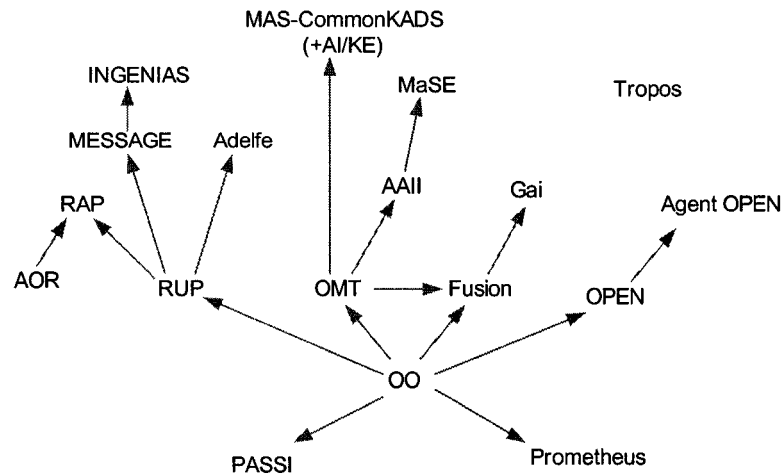 MAS-CommonKADS
(+AI/KE)
INGENIAS
MaSE
Tropos
MESSAGE
Adelfe
AAII
Gai
RAP
Agent OPEN
AOR
RUP
OMT
Fusion
OPEN
OO
PASSI
Prometheus